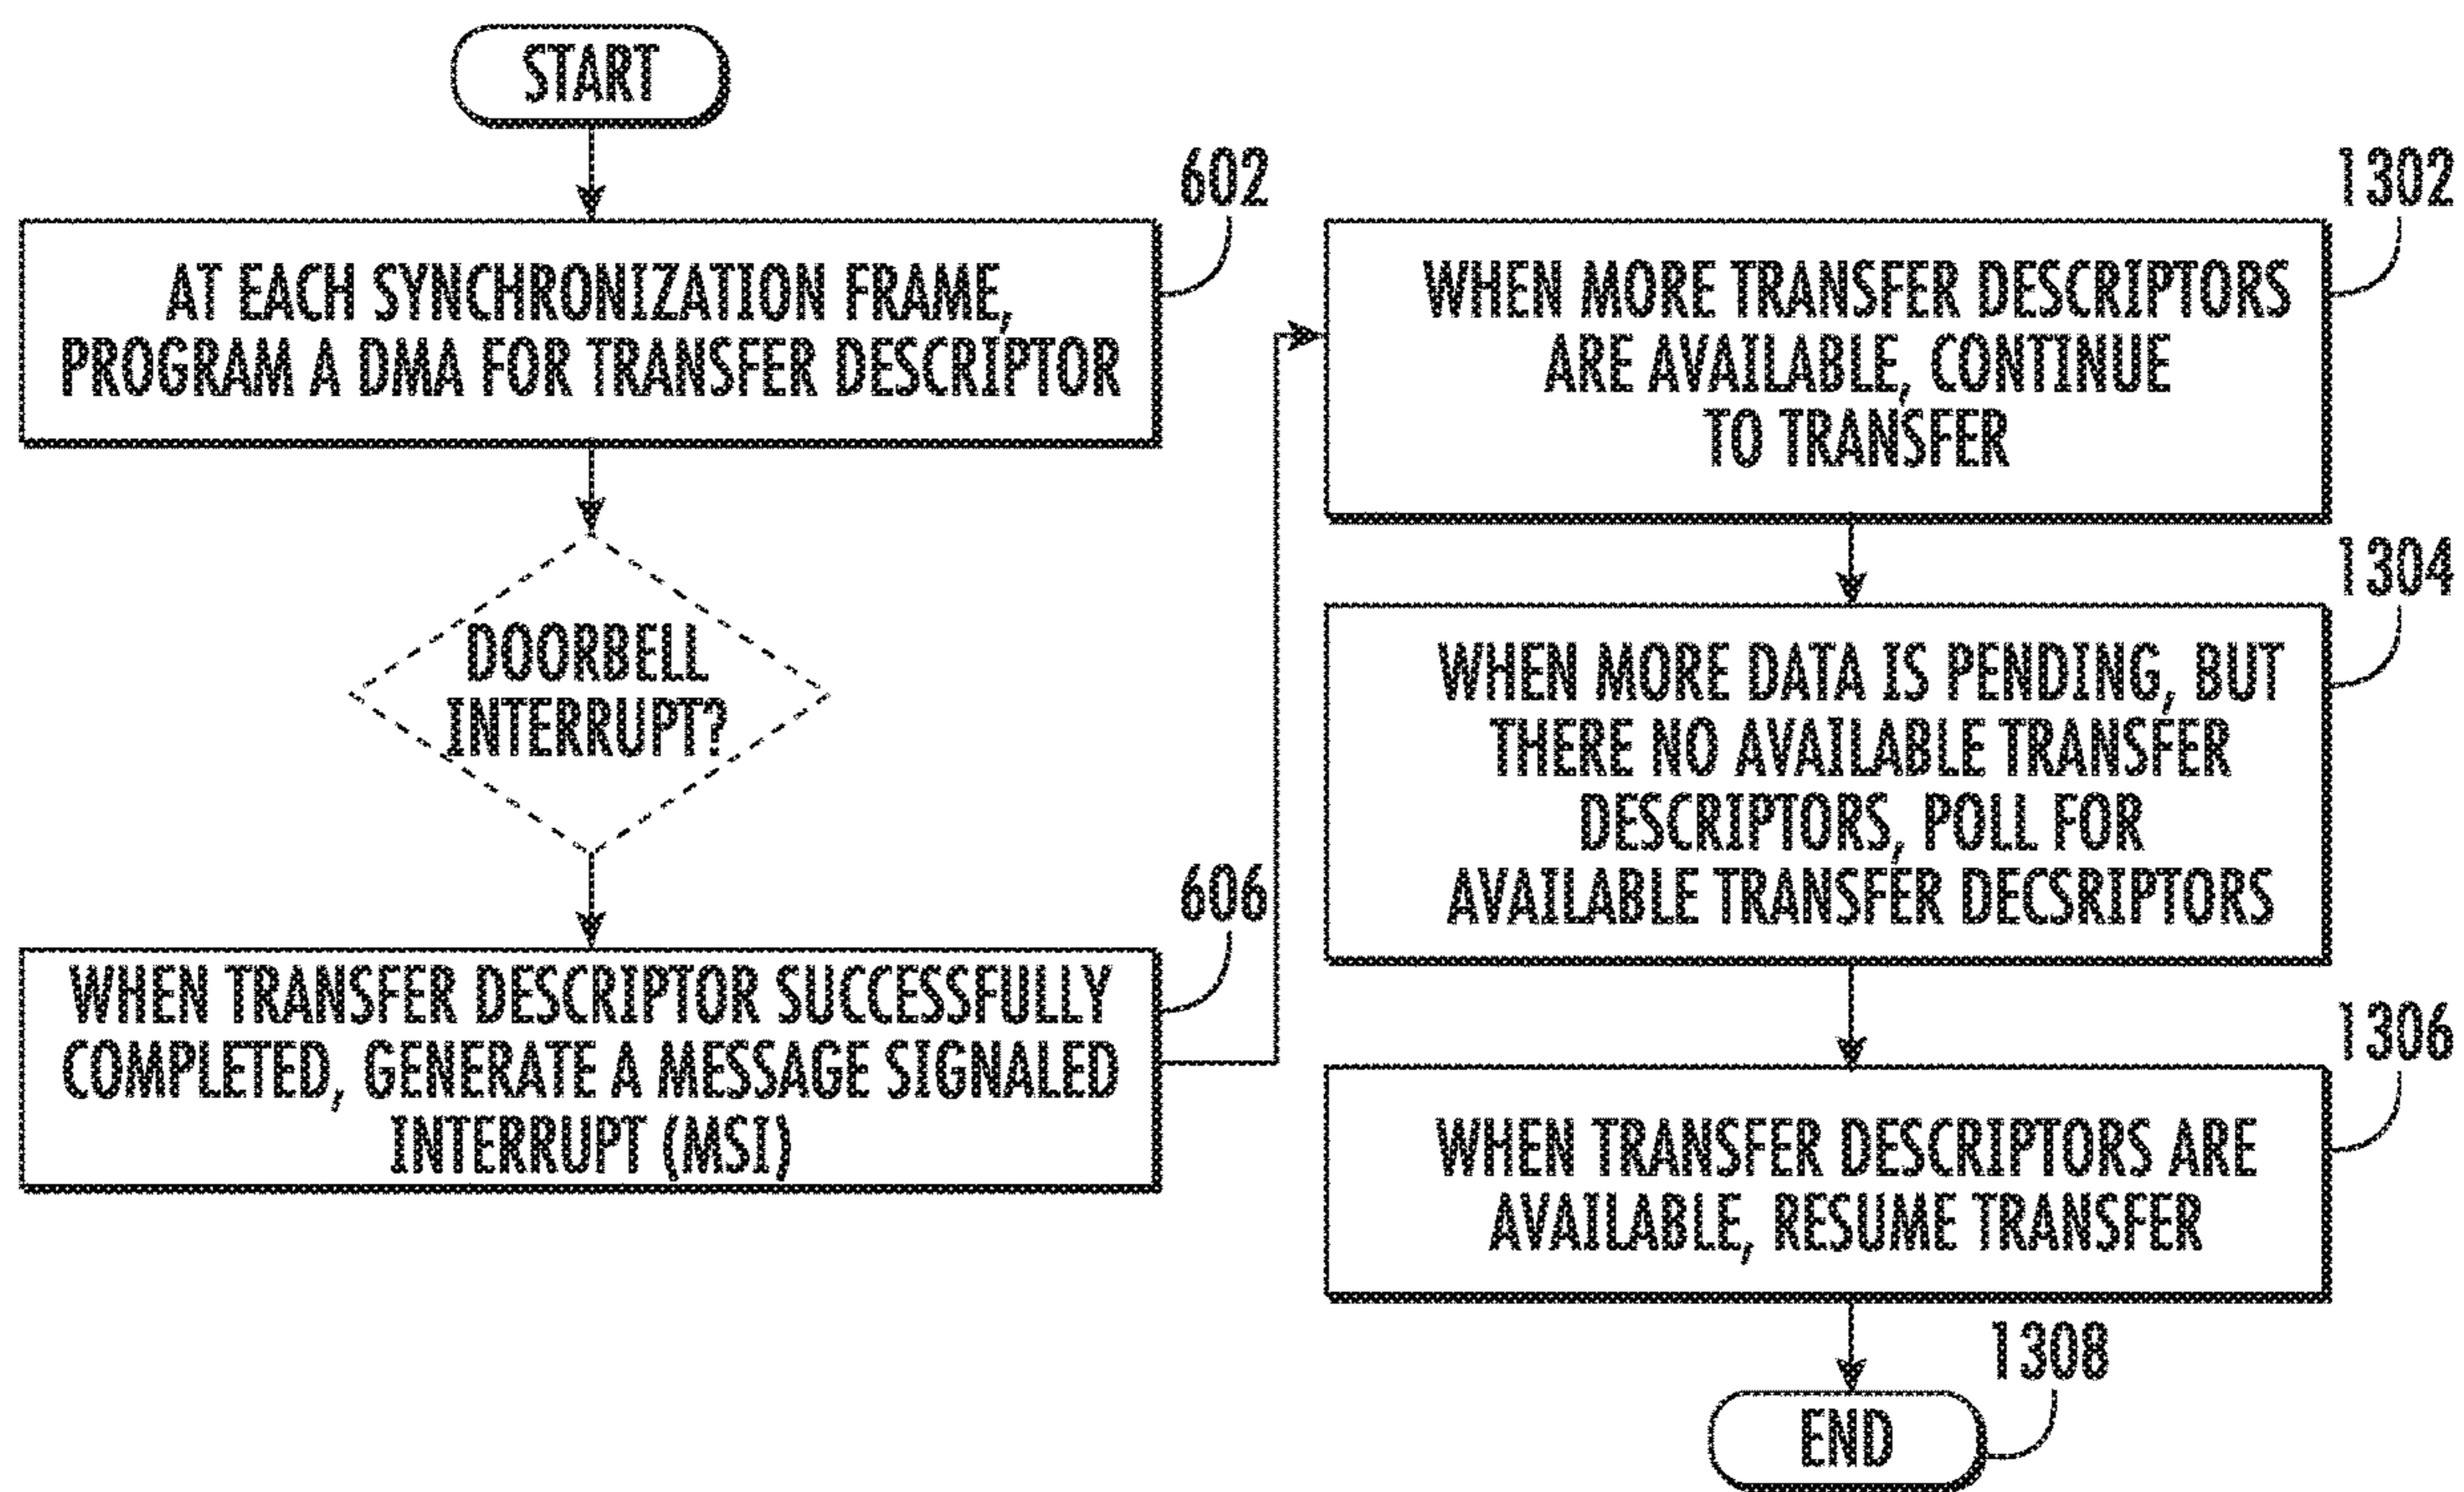 START
602
AT EACH SYNCHRONIZATION FRAME,
PROGRAM A DMA FOR TRANSFER DESCRIPTOR
DOORBELL
INTERRUPT?
606
WHEN TRANSFER DESCRIPTOR SUCCESSFULLY
COMPLETED, GENERATE A MESSAGE SIGNALED
INTERRUPT (MSI)
1302
WHEN MORE TRANSFER DESCRIPTORS
ARE AVAILABLE, CONTINUE
TO TRANSFER
1304
WHEN MORE DATA IS PENDING, BUT
THERE NO AVAILABLE TRANSFER
DESCRIPTORS, POLL FOR
AVAILABLE TRANSFER DECSRIPTORS
1306
WHEN TRANSFER DESCRIPTORS ARE
AVAILABLE, RESUME TRANSFER
1308
END